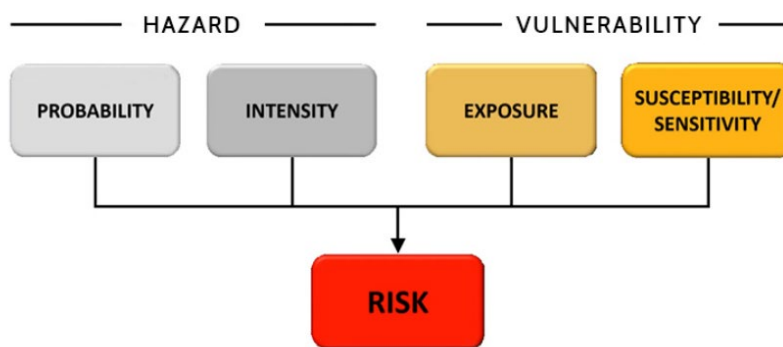 HAZARD
VULNERABILITY
PROBABILITY
INTENSITY
EXPOSURE
SUSCEPTIBILITY/
SENSITIVITY
RISK